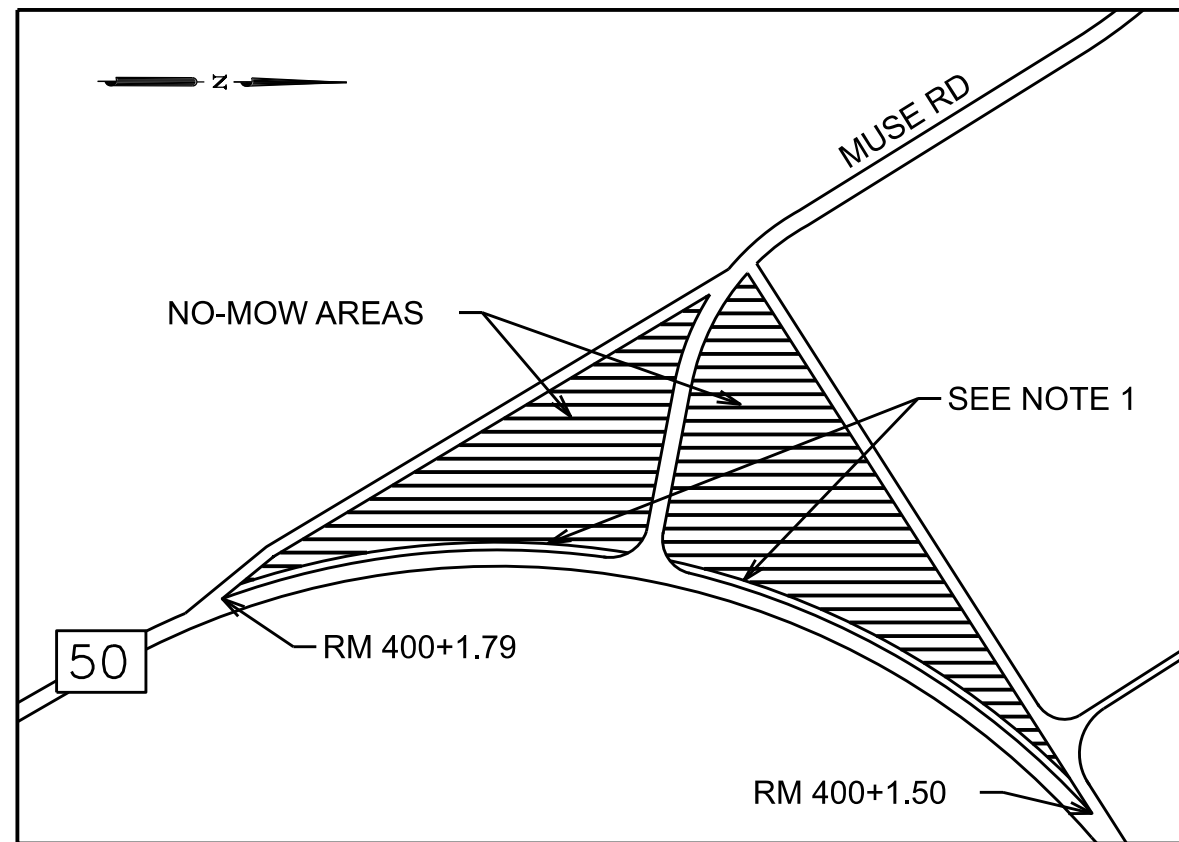 N
MUSE RD
NO-MOW AREAS
SEE NOTE 1
RM 400+1.79
50
RM 400+1.50